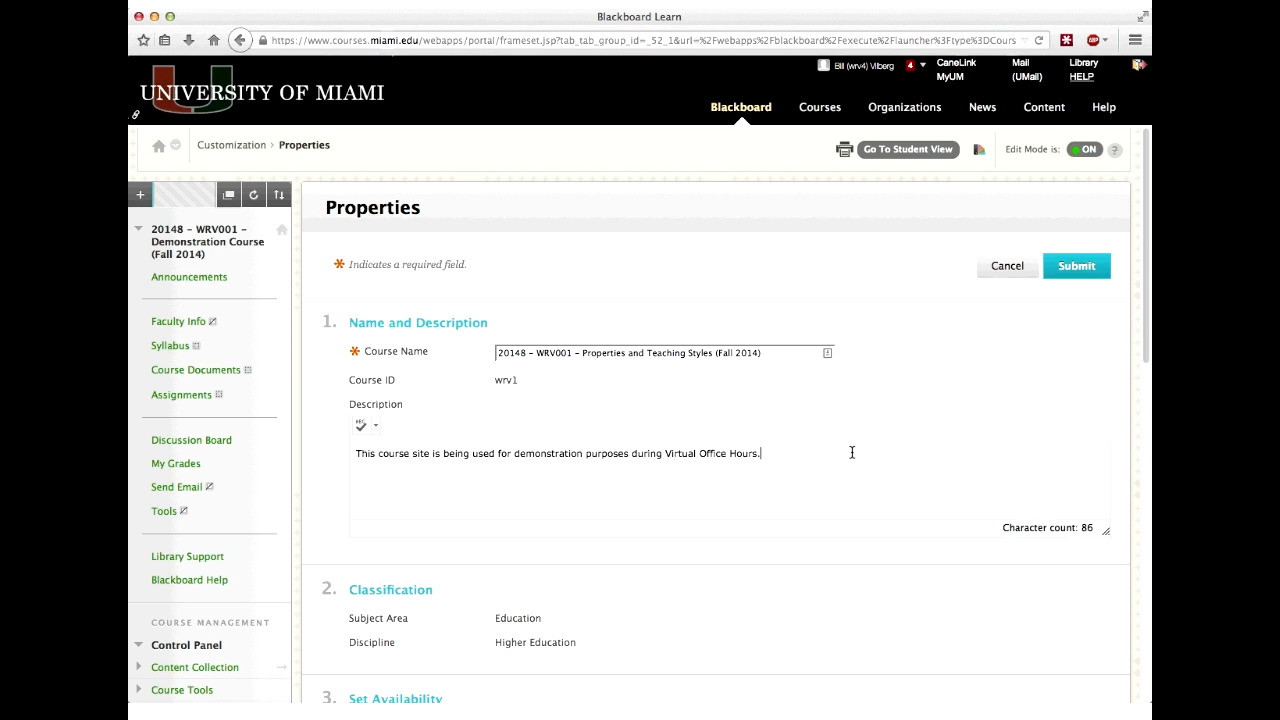 Blackboard Learn
https://www.courses.miami.edu/webapps/portal/frameset.jsp?tab_tab_group_id=_52_1&url=%2Fwebapps%2Fblackboard%2Fexecute%2Flauncher%3Ftype%3DCours
UNIVERSITY OF MIAMI
Bill (wrv4) Vilberg 4
CaneLink
MyUM
Mail
(UMail)
Library
HELP
Blackboard Courses Organizations News Content Help
Customization > Properties
Go To Student View
Edit Mode is: ON ?
20148 – WRV001 –
Demonstration Course
(Fall 2014)
Announcements
Faculty Info
Syllabus
Course Documents
Assignments
Discussion Board
My Grades
Send Email
Tools
Library Support
Blackboard Help
COURSE MANAGEMENT
Control Panel
Content Collection
Course Tools
Properties
Indicates a required field.
Cancel Submit
1. Name and Description
Course Name 20148 – WRV001 – Properties and Teaching Styles (Fall 2014)
Course ID wrv1
Description
This course site is being used for demonstration purposes during Virtual Office Hours.
Character count: 86
2. Classification
Subject Area Education
Discipline Higher Education
3. Set Availability